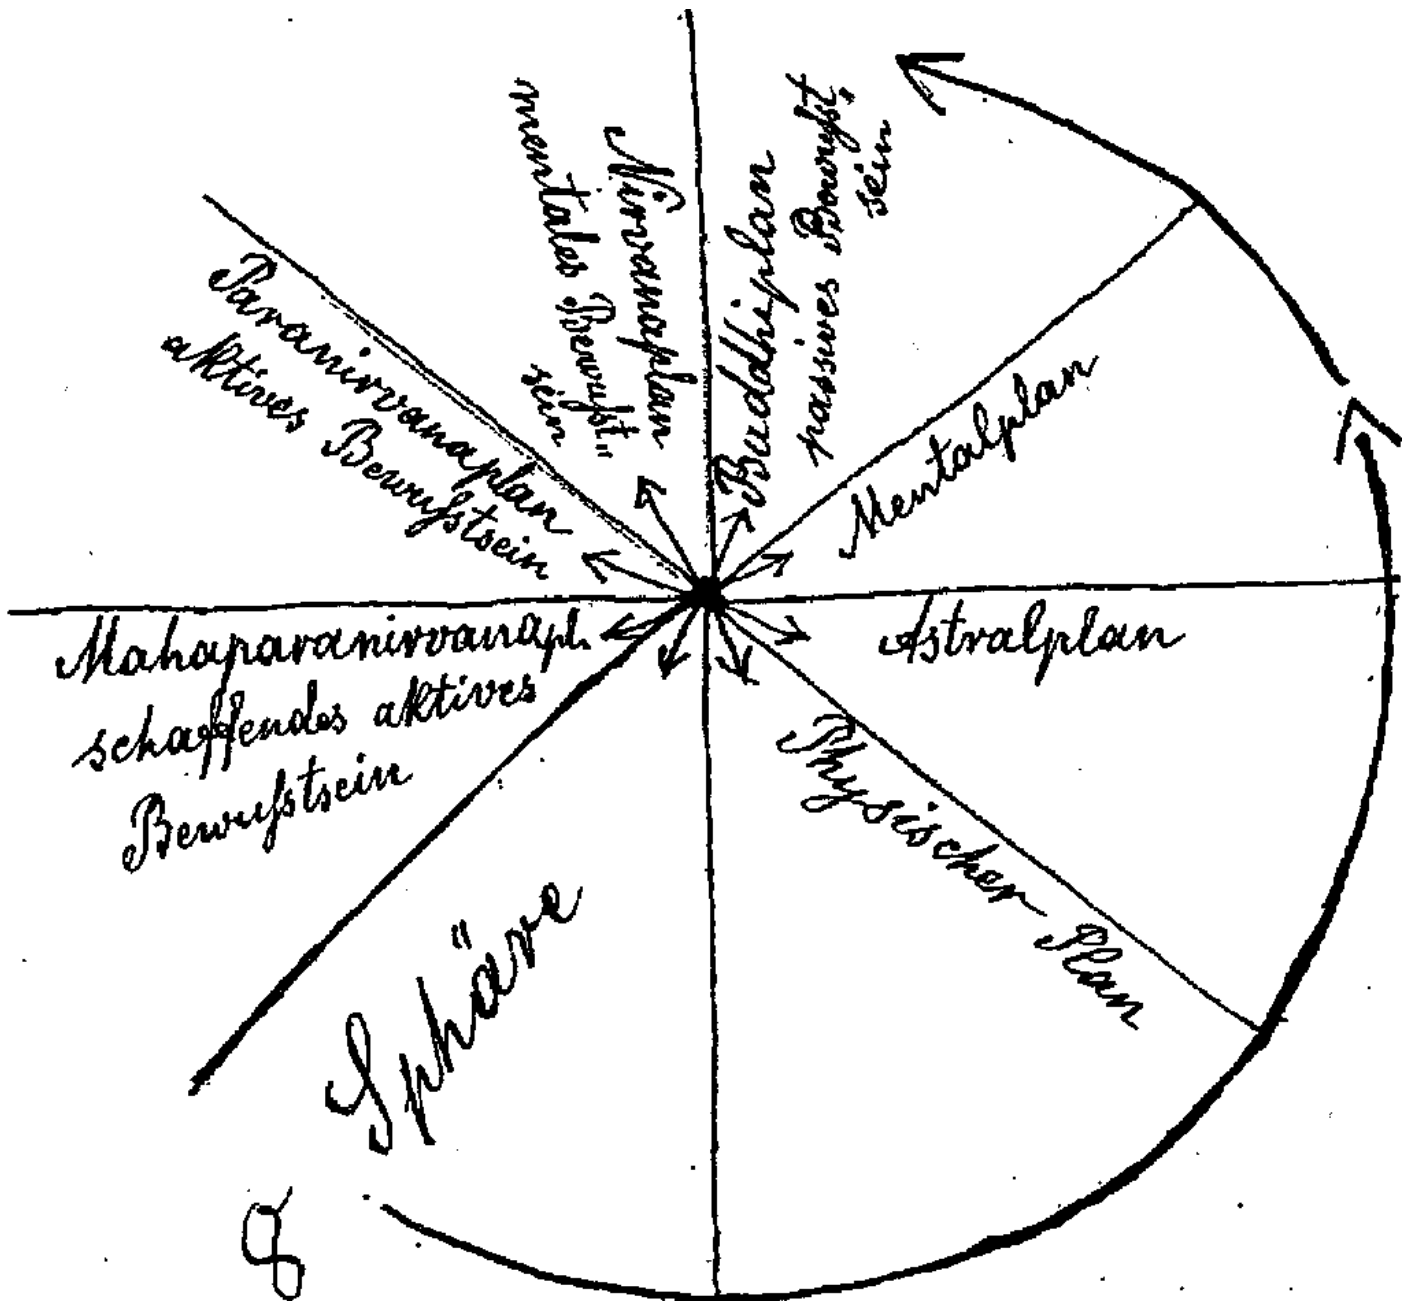 mentales Bewußt„
sein
Nirvanaplan
Buddhiplan
passives Bewußt„
sein
Paranirvanaplan
aktives Bewußtsein
Mentalplan
Mahaparanirvanapl.
schaffendes aktives
Bewußtsein
Astralplan
Physischer Plan
Sphäre